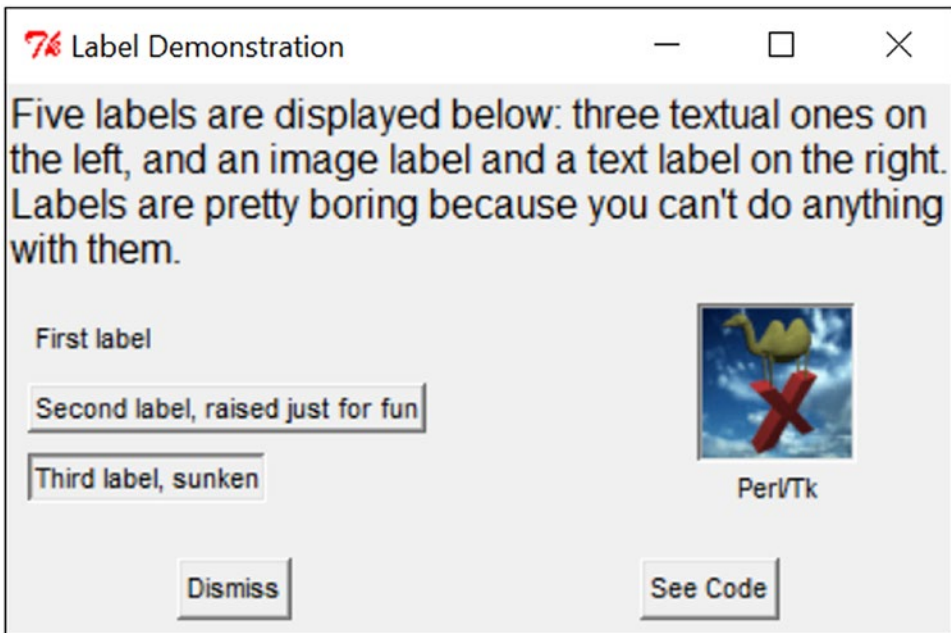 Label Demonstration
Five labels are displayed below: three textual ones on
the left, and an image label and a text label on the right.
Labels are pretty boring because you can't do anything
with them.
First label
Second label, raised just for fun
Third label, sunken
Perl/Tk
Dismiss
See Code